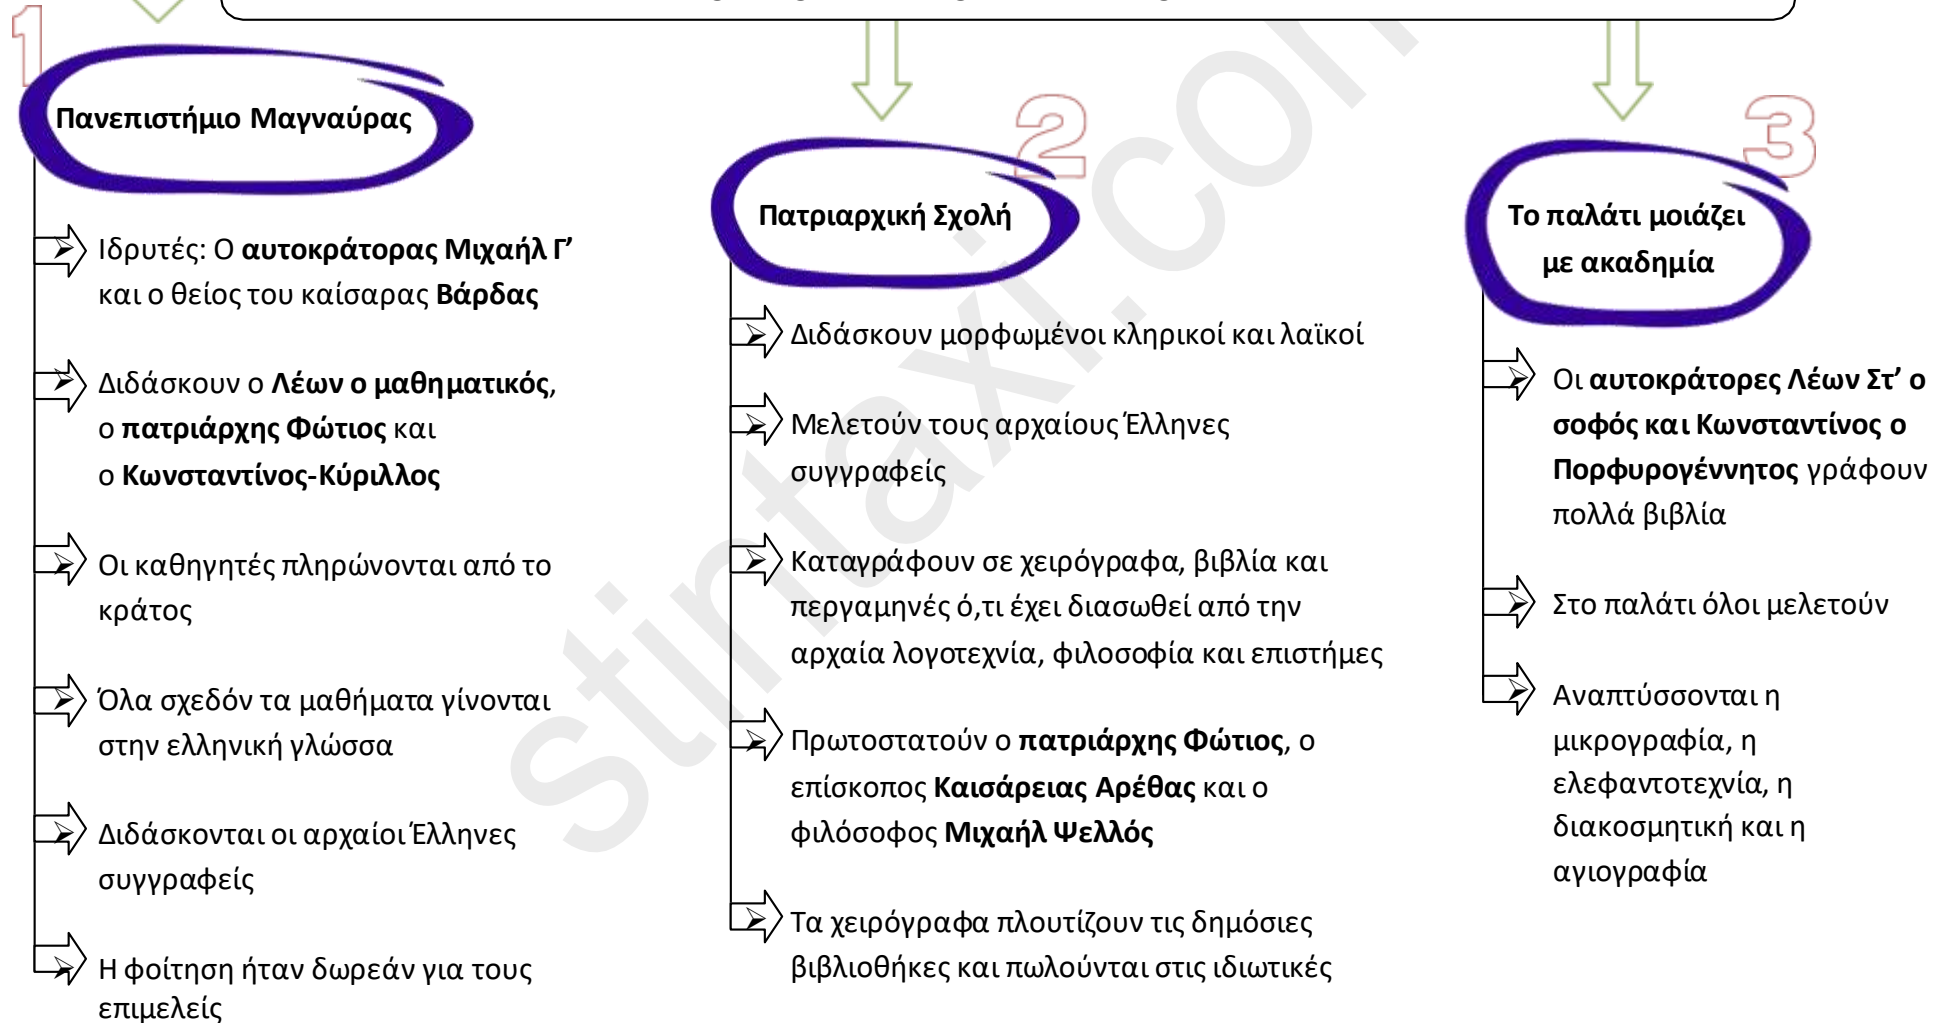 1
Πανεπιστήμιο Μαγναύρας
Ιδρυτές: Ο αυτοκράτορας Μιχαήλ Γ’
και ο θείος του καίσαρας Βάρδας
Διδάσκουν ο Λέων ο μαθηματικός,
ο πατριάρχης Φώτιος και
ο Κωνσταντίνος-Κύριλλος
Οι καθηγητές πληρώνονται από το
κράτος
Όλα σχεδόν τα μαθήματα γίνονται
στην ελληνική γλώσσα
Διδάσκονται οι αρχαίοι Έλληνες
συγγραφείς
Η φοίτηση ήταν δωρεάν για τους
επιμελείς
2
Πατριαρχική Σχολή
Διδάσκουν μορφωμένοι κληρικοί και λαϊκοί
Μελετούν τους αρχαίους Έλληνες
συγγραφείς
Καταγράφουν σε χειρόγραφα, βιβλία και
περγαμηνές ό,τι έχει διασωθεί από την
αρχαία λογοτεχνία, φιλοσοφία και επιστήμες
Πρωτοστατούν ο πατριάρχης Φώτιος, ο
επίσκοπος Καισάρειας Αρέθας και ο
φιλόσοφος Μιχαήλ Ψελλός
Τα χειρόγραφα πλουτίζουν τις δημόσιες
βιβλιοθήκες και πωλούνται στις ιδιωτικές
3
Το παλάτι μοιάζει
με ακαδημία
Οι αυτοκράτορες Λέων Στ’ ο
σοφός και Κωνσταντίνος ο
Πορφυρογέννητος γράφουν
πολλά βιβλία
Στο παλάτι όλοι μελετούν
Αναπτύσσονται η
μικρογραφία, η
ελεφαντοτεχνία, η
διακοσμητική και η
αγιογραφία
stintaxi.com